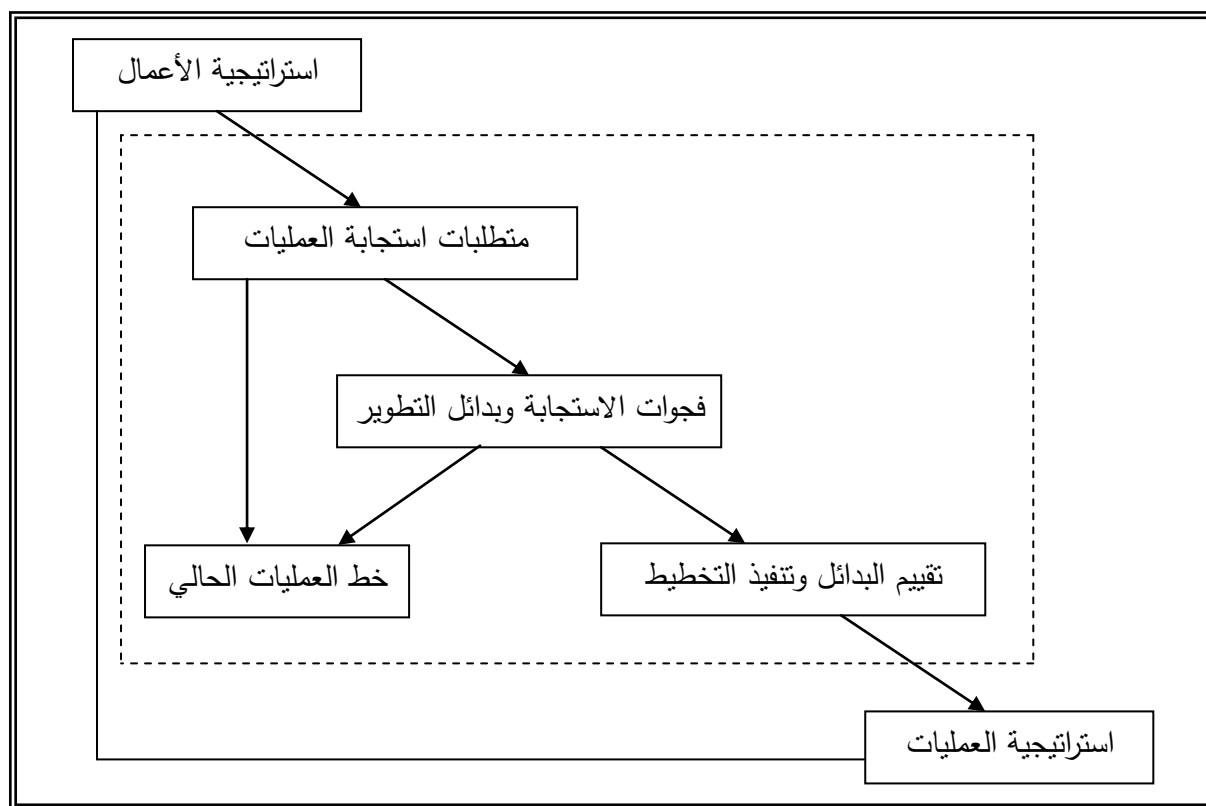 استراتيجية الأعمال
متطلبات استجابة العمليات
فجوات الاستجابة وبدائل التطوير
خط العمليات الحالي
تقييم البدائل وتنفيذ التخطيط
استراتيجية العمليات